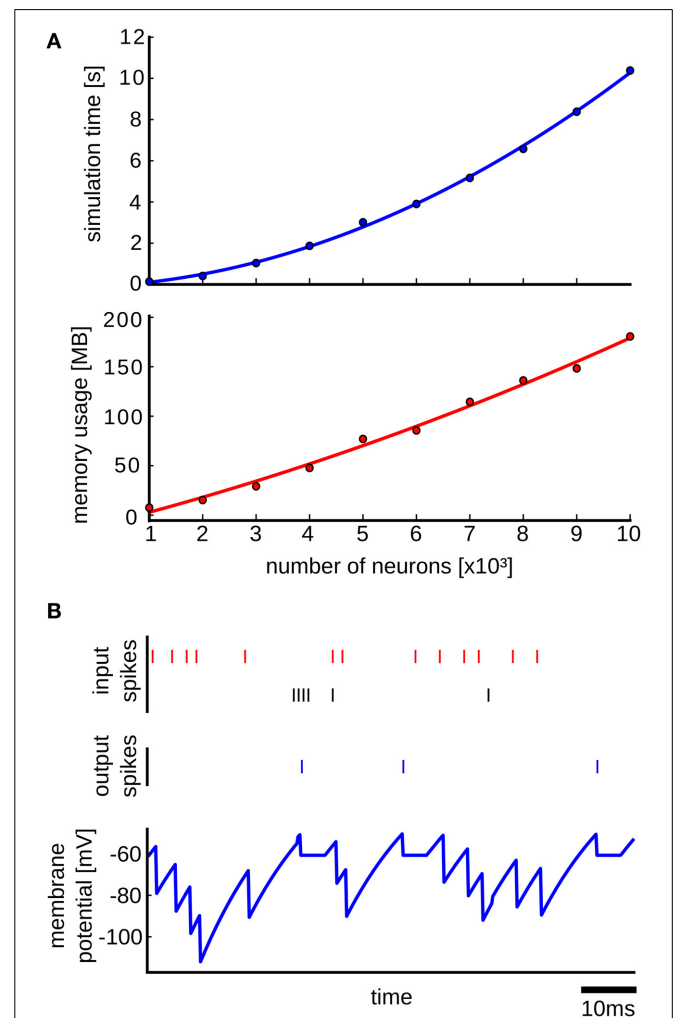 A
simulation time [s]
12
10
8
6
4
2
0
memory usage [MB]
200
150
100
50
0
1 2 3 4 5 6 7 8 9 10
number of neurons [x10³]
B
input
spikes
output
spikes
membrane
potential [mV]
-60
-80
-100
time
10ms